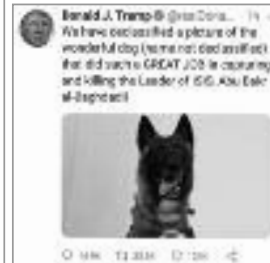 Donald J. Trump
We have declassified a picture of the
wonderful dog (name not declassified)
that did such a GREAT JOB in capturing
and killing the Leader of ISIS, Abu Bakr
al-Baghdadi!